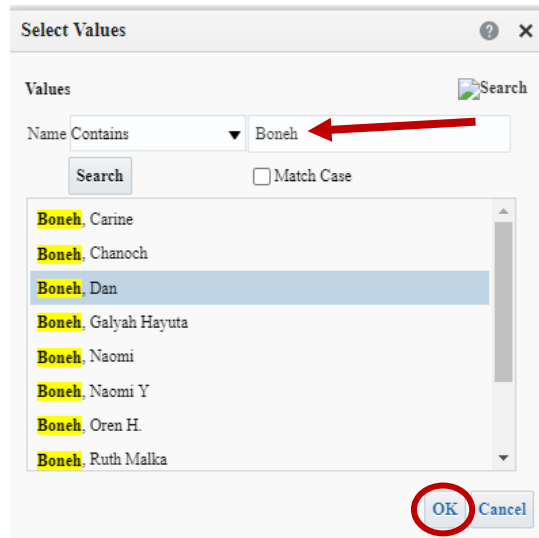 Select Values
Values Search
Name Contains Boneh
Search Match Case
Boneh, Carine
Boneh, Chanoch
Boneh, Dan
Boneh, Galyah Hayuta
Boneh, Naomi
Boneh, Naomi Y
Boneh, Oren H.
Boneh, Ruth Malka
OK Cancel